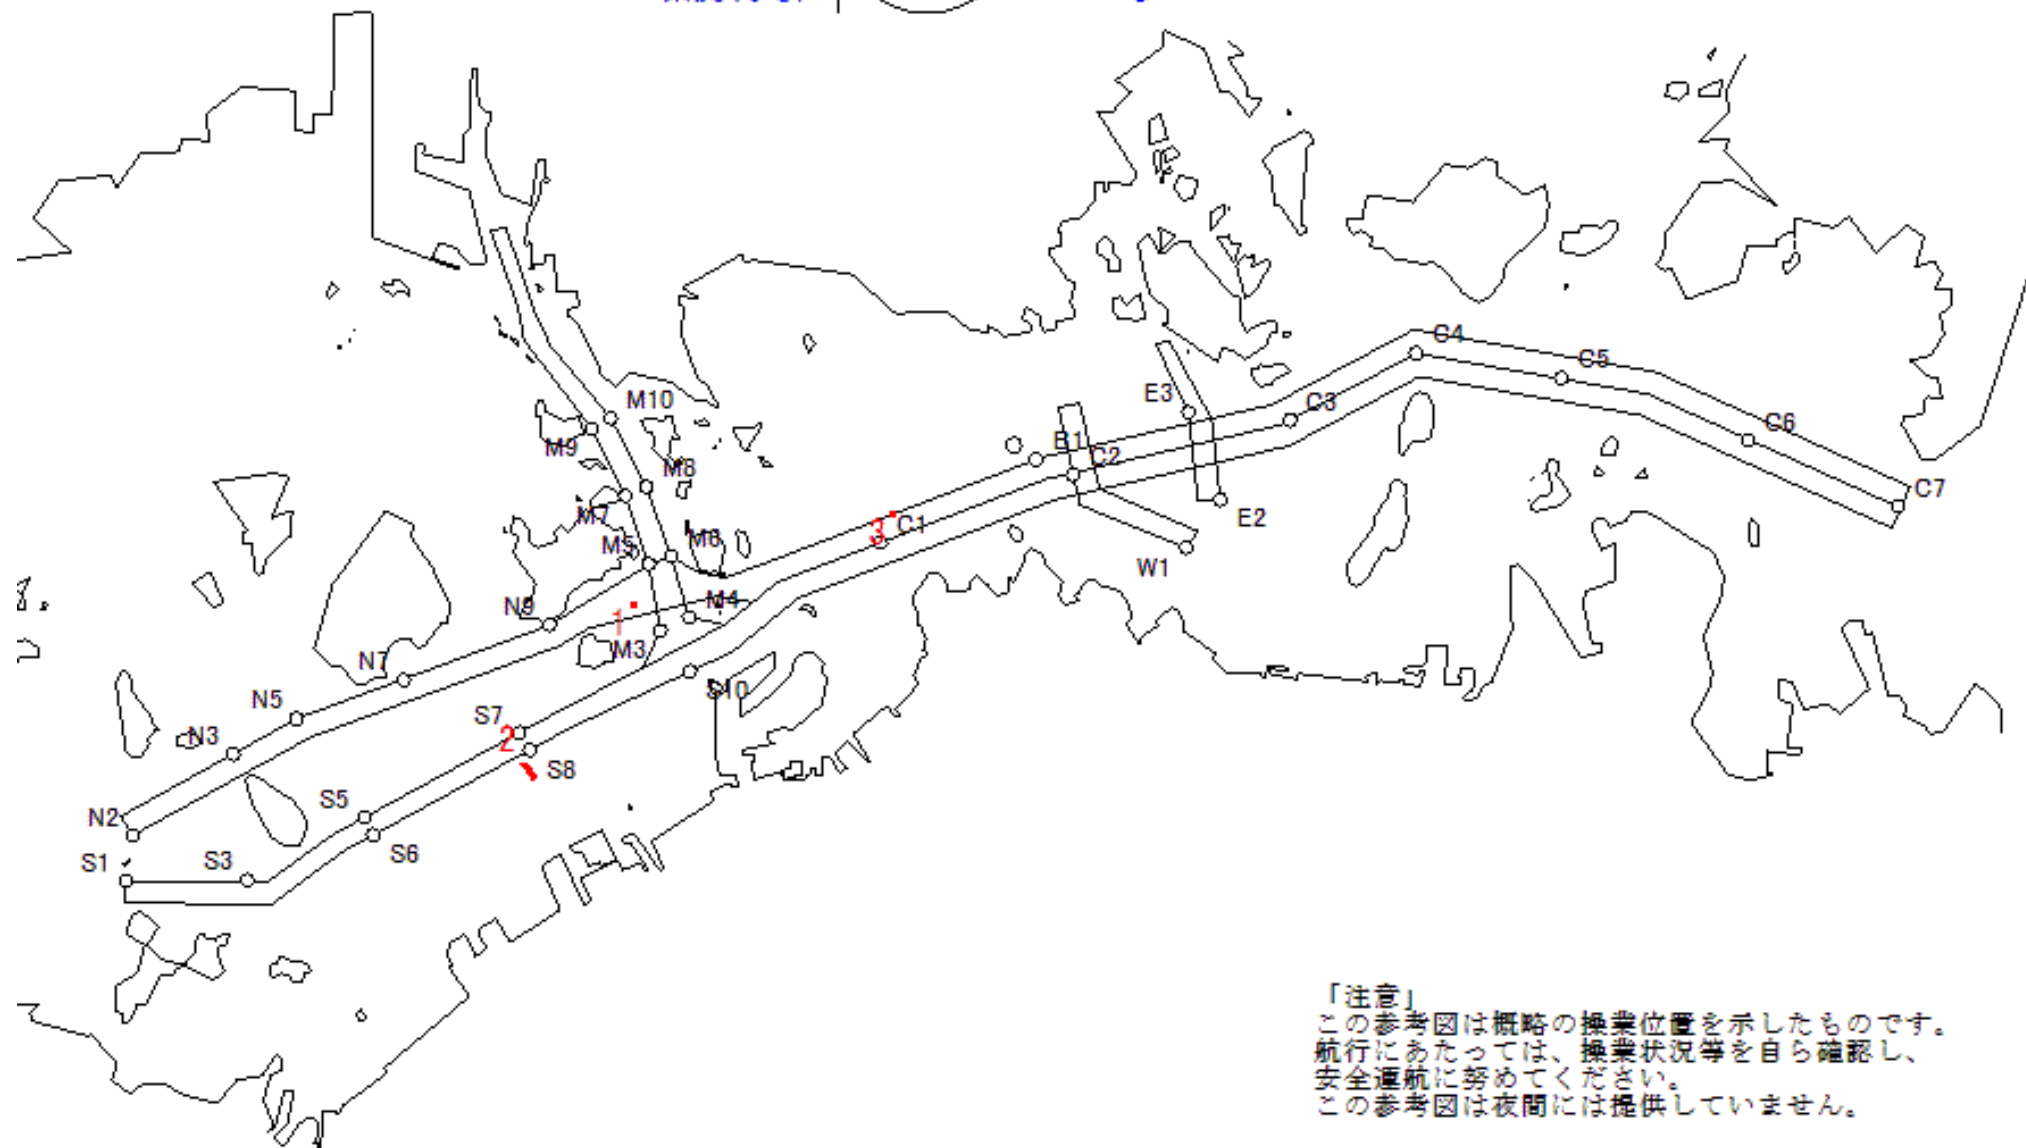 C4
C5
E3
C3
M10
B1
C6
M9
M8
C2
C7
M7
E2
3
C1
M5
M6
W1
N9
1
M4
M3
N7
S10
N5
S7
N3
2
S8
S5
N2
S6
S1
S3
「注意」
この参考図は概略の操業位置を示したものです。
航行にあたっては、操業状況等を自ら確認し、
安全運航に努めてください。
この参考図は夜間には提供していません。